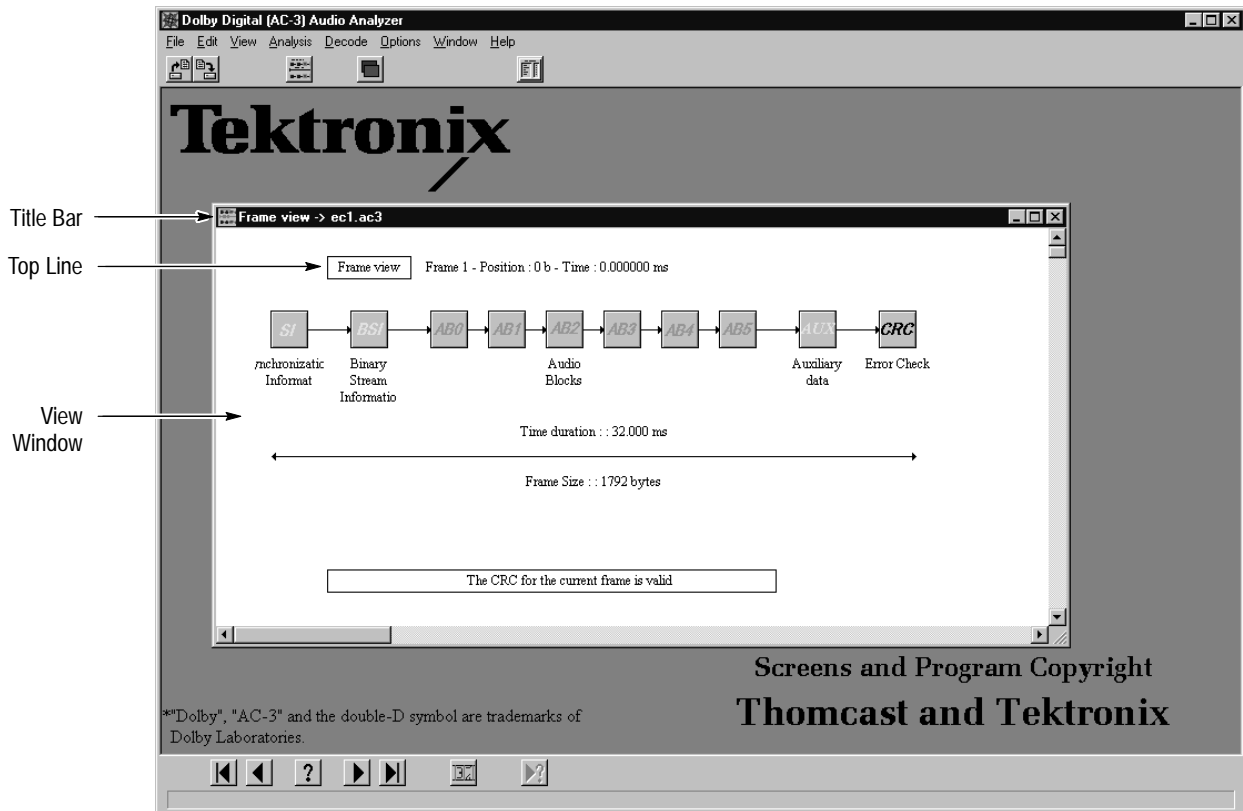 Dolby Digital (AC-3) Audio Analyzer
File Edit View Analysis Decode Options Window Help
Tektronix
Title Bar
Frame view -> ec1.ac3
Top Line
Frame view Frame 1 - Position : 0 b - Time : 0.000000 ms
SI BSI AB0 AB1 AB2 AB3 AB4 AB5 AUX CRC
nchronizatic Binary Audio Auxiliary Error Check
Informat Stream Blocks data
Informatio
View
Window
Time duration : : 32.000 ms
Frame Size : : 1792 bytes
The CRC for the current frame is valid
Screens and Program Copyright
Thomcast and Tektronix
*"Dolby", "AC-3" and the double-D symbol are trademarks of
Dolby Laboratories.
? ?